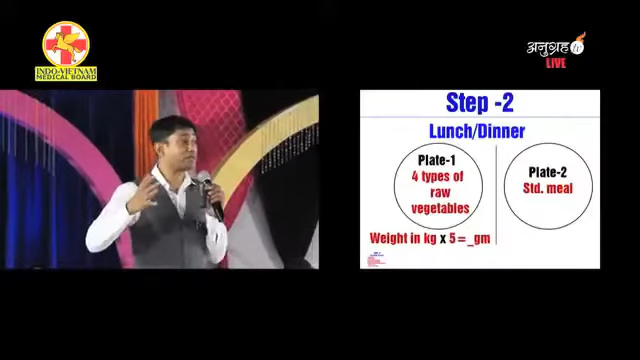 INDO-VIETNAM
MEDICAL BOARD
अनुग्रह
LIVE
Step -2
Lunch/Dinner
Plate-1
4 types of
raw
vegetables
Plate-2
Std. meal
Weight in kg x 5 = _gm